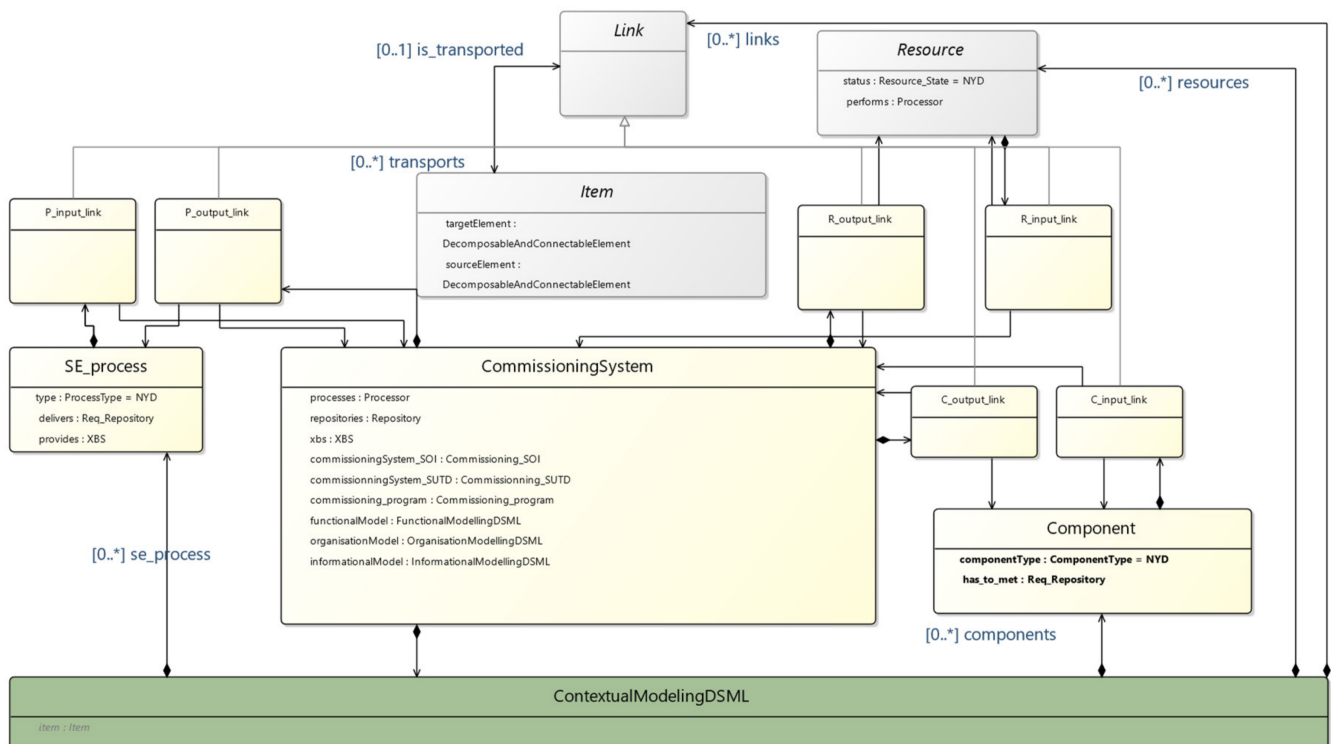 Link
[0..1] is_transported
[0..*] links
Resource
status : Resource_State = NYD
performs : Processor
[0..*] resources
[0..*] transports
Item
targetElement :
DecomposableAndConnectableElement
sourceElement :
DecomposableAndConnectableElement
P_input_link
P_output_link
R_output_link
R_input_link
SE_process
type : ProcessType = NYD
delivers : Req_Repository
provides : XBS
CommissioningSystem
processes : Processor
repositories : Repository
xbs : XBS
commissioningSystem_SOI : Commissioning_SOI
commissionningSystem_SUTD : Commissionning_SUTD
commissioning_program : Commissioning_program
functionalModel : FunctionalModellingDSML
organisationModel : OrganisationModellingDSML
informationalModel : InformationalModellingDSML
C_output_link
C_input_link
Component
componentType : ComponentType = NYD
has_to_met : Req_Repository
[0..*] se_process
[0..*] components
ContextualModelingDSML
item : Item